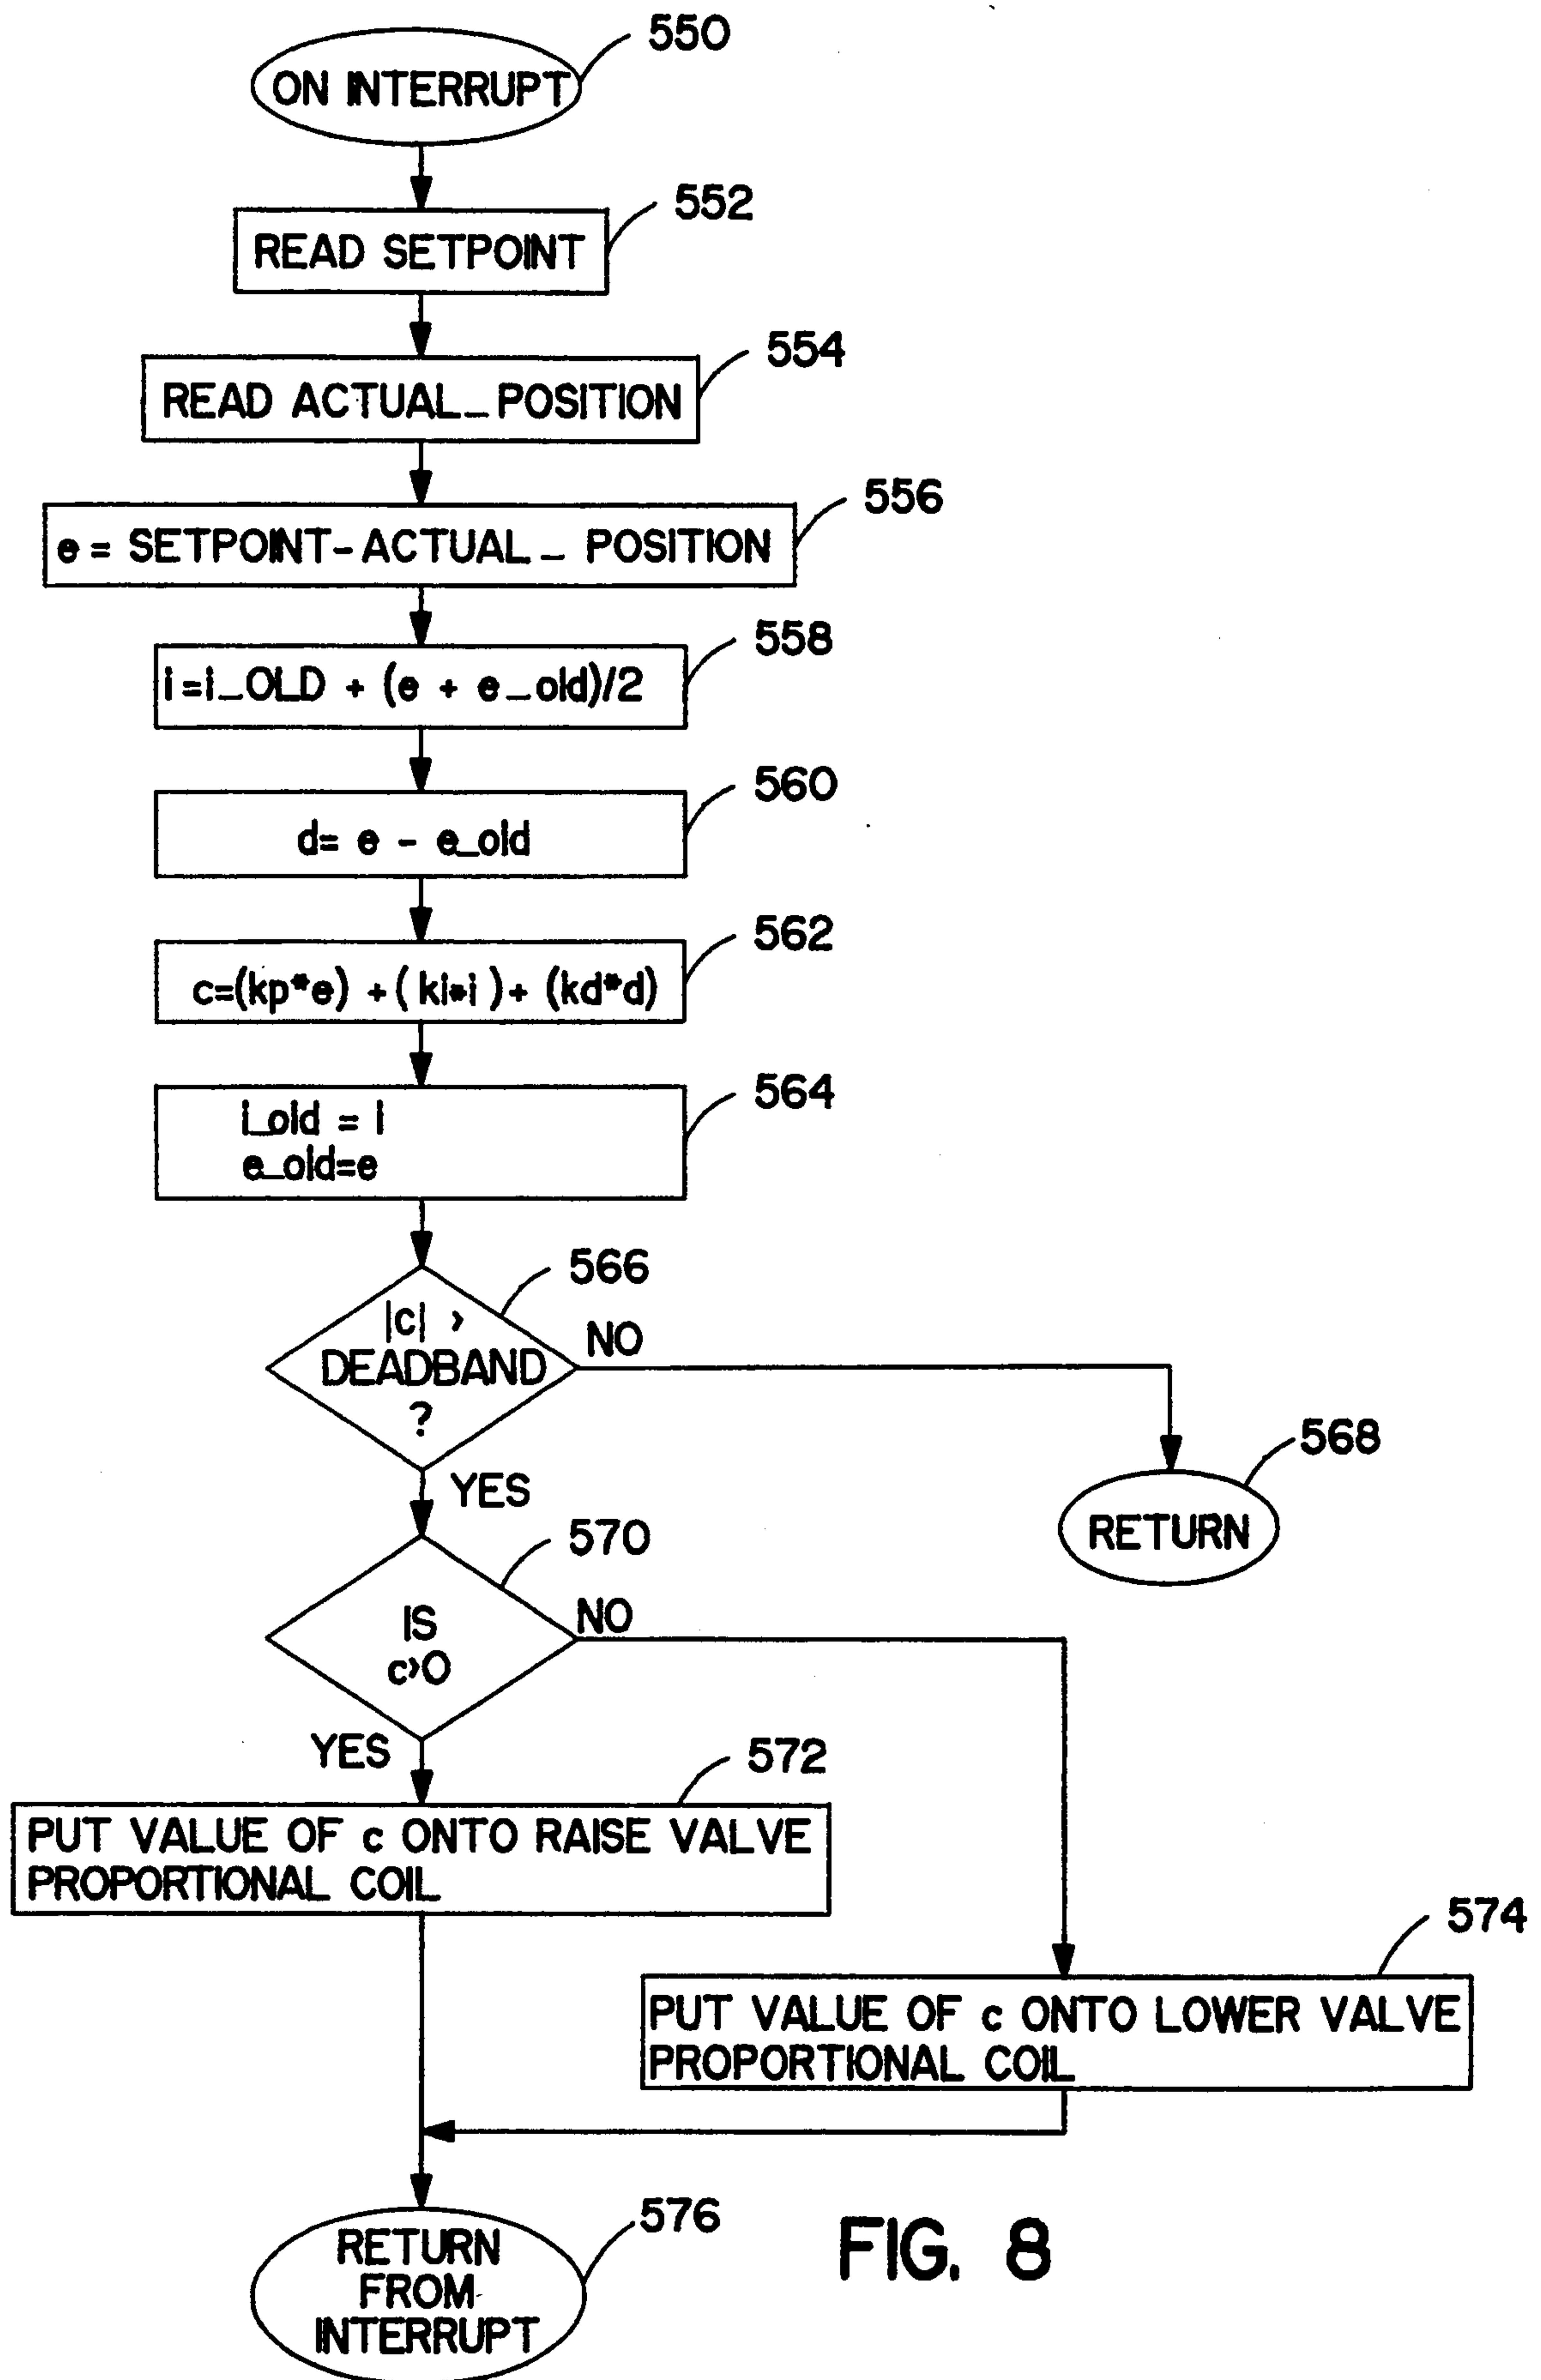 ON INTERRUPT
550
READ SETPOINT
552
READ ACTUAL_POSITION
554
e = SETPOINT-ACTUAL_ POSITION
556
i=i_OLD + (e + e_old)/2
558
d= e - e_old
560
c=(kp*e) + (ki*i) + (kd*d)
562
i_old = i
e_old=e
564
|c| >
DEADBAND
?
566
NO
YES
568
RETURN
570
IS
c>0
NO
YES
572
PUT VALUE OF c ONTO RAISE VALVE
PROPORTIONAL COIL
574
PUT VALUE OF c ONTO LOWER VALVE
PROPORTIONAL COIL
576
RETURN
FROM
INTERRUPT
FIG. 8